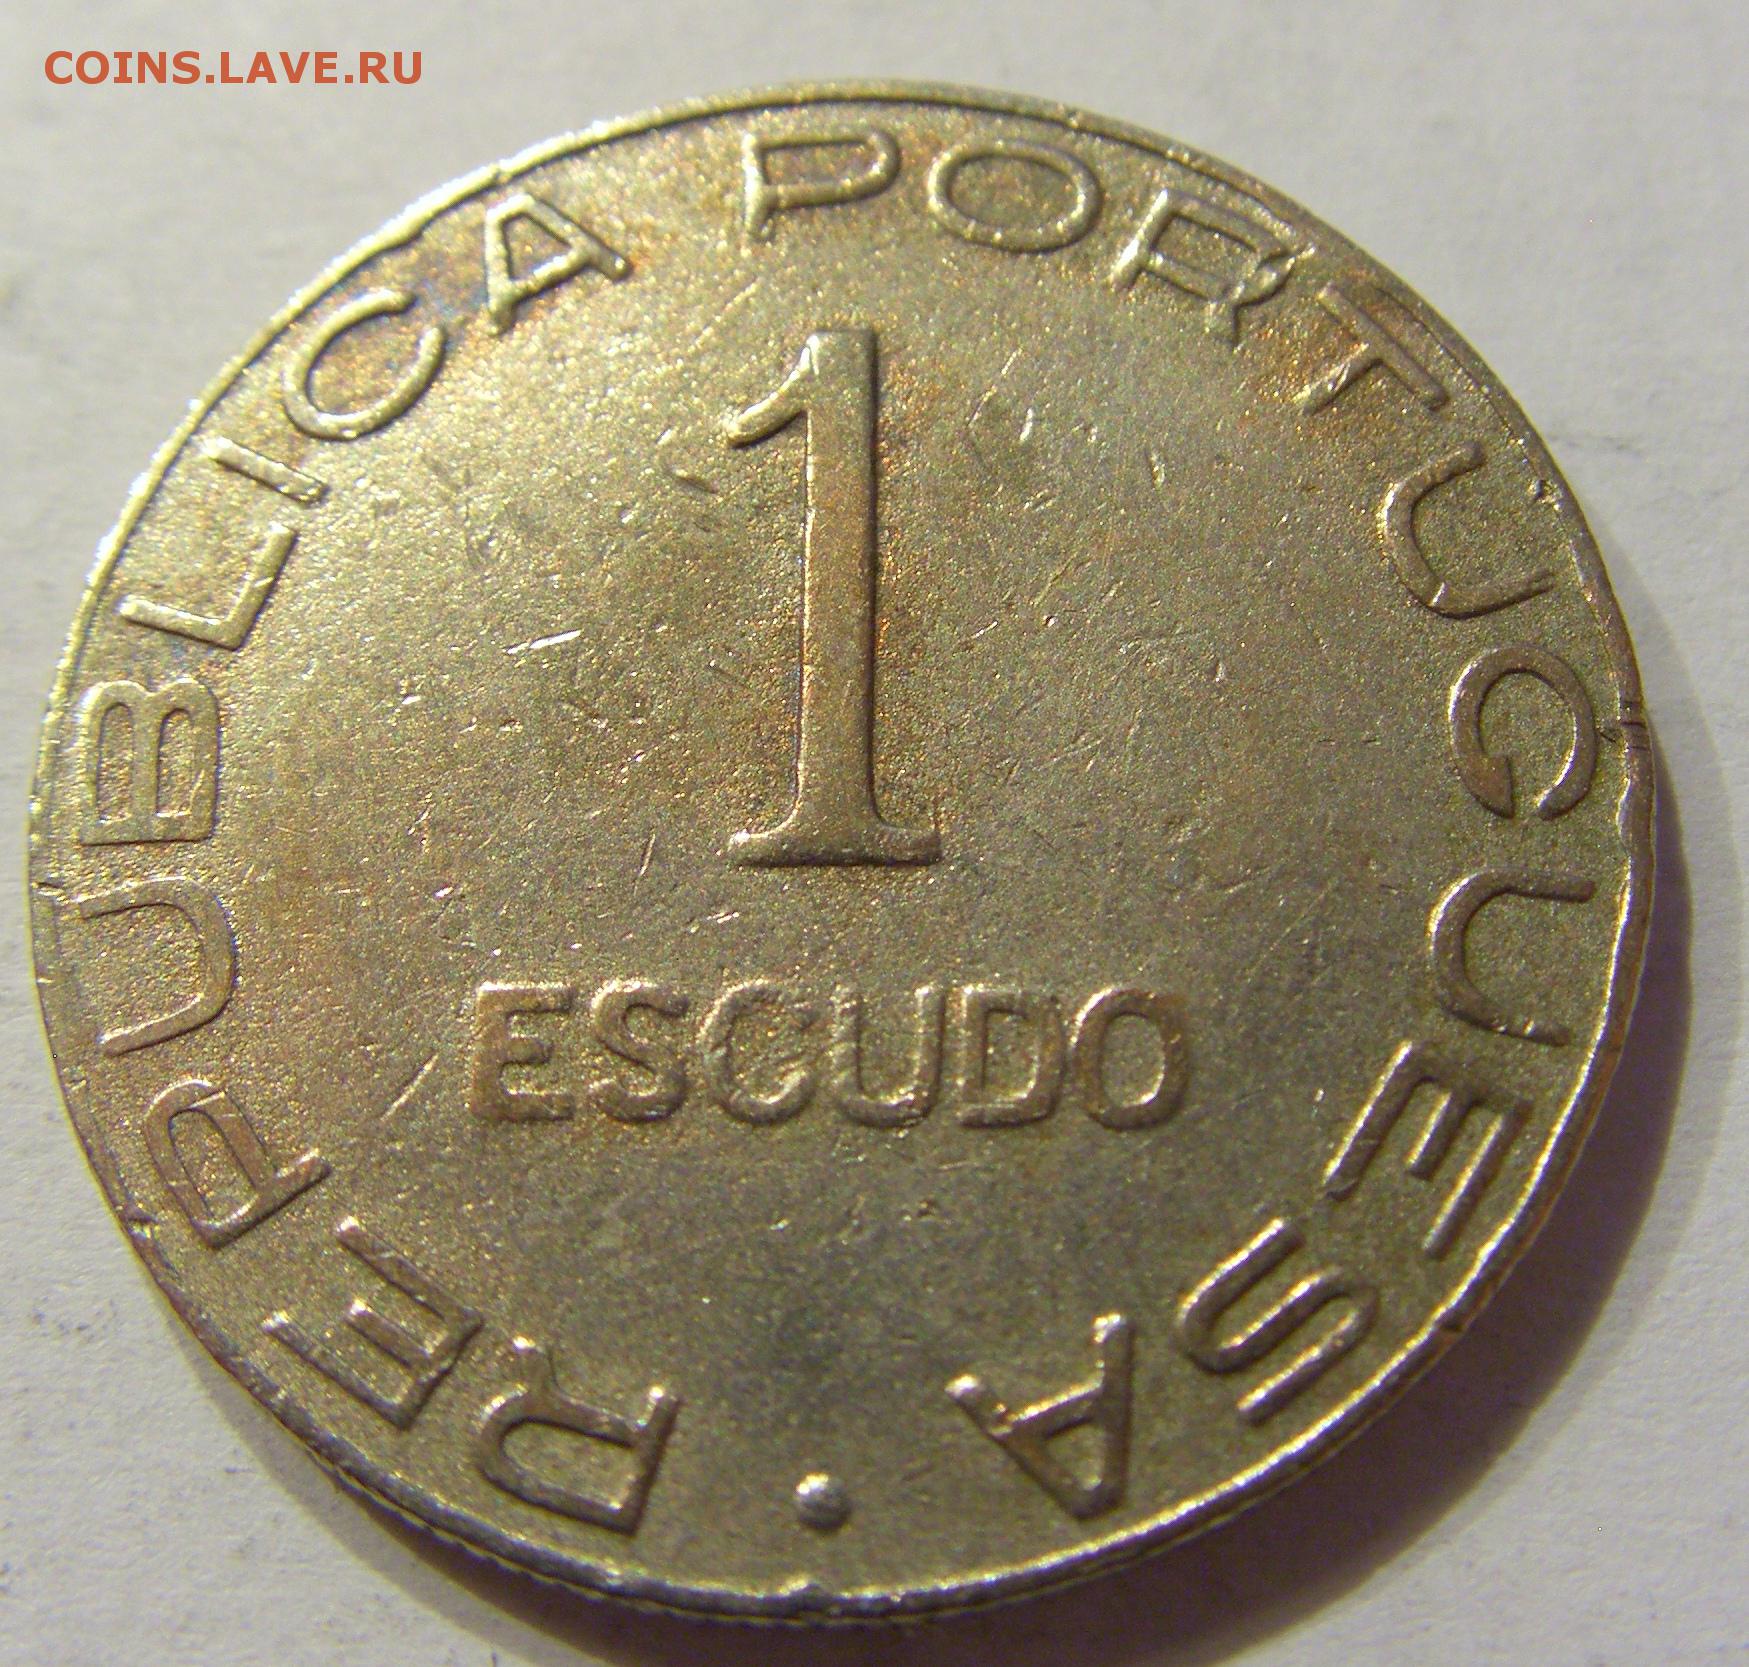 COINS.LAVE.RU
REPUBLICA PORTUGUESA •
1
ESCUDO